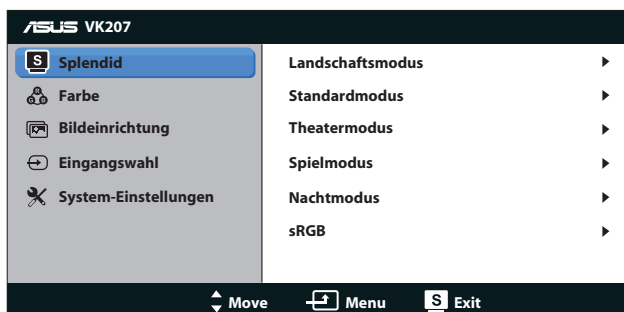 ASUS VK207
S Splendid
Farbe
Bildeinrichtung
Eingangswahl
System-Einstellungen
Landschaftsmodus
Standardmodus
Theatermodus
Spielmodus
Nachtmodus
sRGB
Move Menu S Exit